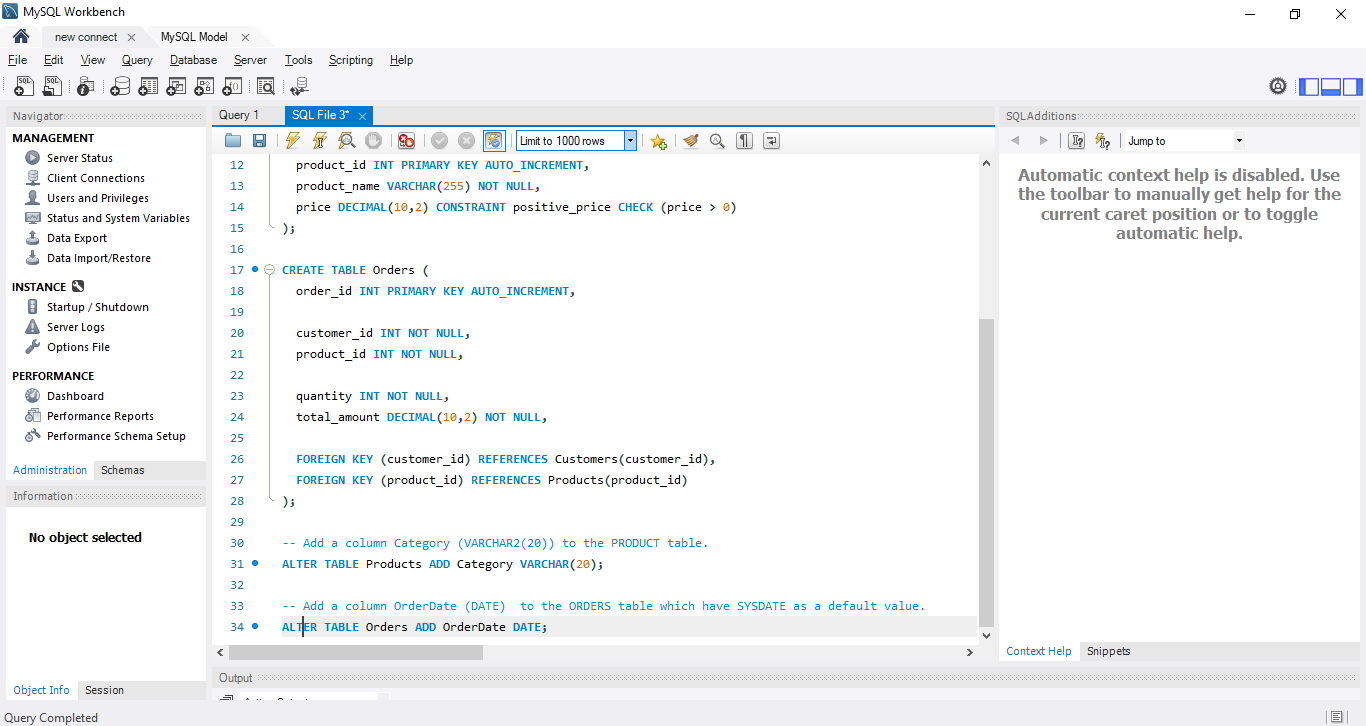 MySQL Workbench
new connect
MySQL Model
File Edit View Query Database Server Tools Scripting Help
Navigator
MANAGEMENT
Server Status
Client Connections
Users and Privileges
Status and System Variables
Data Export
Data Import/Restore
INSTANCE
Startup / Shutdown
Server Logs
Options File
PERFORMANCE
Dashboard
Performance Reports
Performance Schema Setup
Administration Schemas
Information
No object selected
Object Info Session
Query Completed
Query 1
SQL File 3*
Limit to 1000 rows
12 product_id INT PRIMARY KEY AUTO_INCREMENT,
13 product_name VARCHAR(255) NOT NULL,
14 price DECIMAL(10,2) CONSTRAINT positive_price CHECK (price > 0)
15 );
16
17 CREATE TABLE Orders (
18 order_id INT PRIMARY KEY AUTO_INCREMENT,
19
20 customer_id INT NOT NULL,
21 product_id INT NOT NULL,
22
23 quantity INT NOT NULL,
24 total_amount DECIMAL(10,2) NOT NULL,
25
26 FOREIGN KEY (customer_id) REFERENCES Customers(customer_id),
27 FOREIGN KEY (product_id) REFERENCES Products(product_id)
28 );
29
30 -- Add a column Category (VARCHAR2(20)) to the PRODUCT table.
31 ALTER TABLE Products ADD Category VARCHAR(20);
32
33 -- Add a column OrderDate (DATE)  to the ORDERS table which have SYSDATE as a default value.
34 ALTER TABLE Orders ADD OrderDate DATE;
Output
SQLAdditions
Jump to
Automatic context help is disabled. Use
the toolbar to manually get help for the
current caret position or to toggle
automatic help.
Context Help Snippets